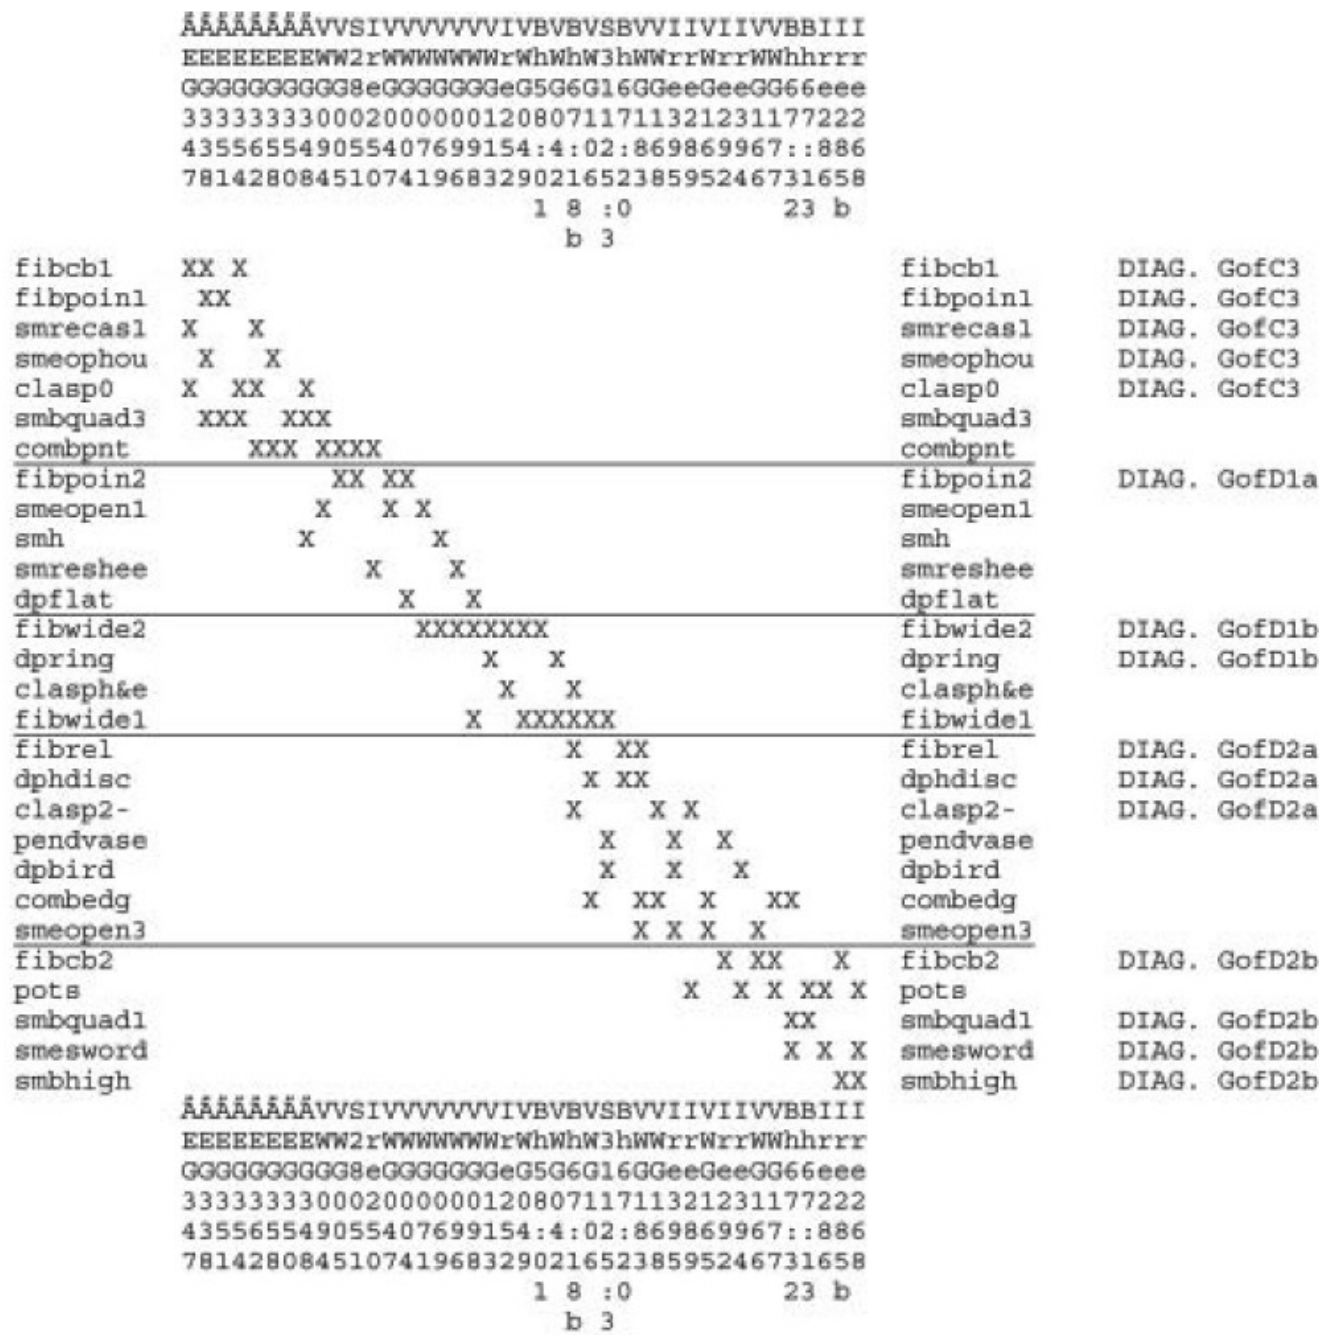 ÅÅÅÅÅÅÅÅVVSIVVVVVVVIVBVBVSBVVIIVIIVVBBIII
EEEEEEEEWW2rWWWWWWWrWhWhW3hWWrrWrrWWhhrrr
GGGGGGGGGG8eGGGGGGGeG5G6G16GGeeGeeGG66eee
33333333000200000012080711711321231177222
435565549055407699154:4:02:869869967::886
78142808451074196832902165238595246731658
1 8 :0 23 b
b 3
fibcb1 XX X fibcb1 DIAG. GofC3
fibpoin1 XX fibpoin1 DIAG. GofC3
smrecas1 X X smrecas1 DIAG. GofC3
smeophou X X smeophou DIAG. GofC3
clasp0 X XX X clasp0 DIAG. GofC3
smbquad3 XXX XXX smbquad3
combpnt XXX XXXX combpnt
fibpoin2 XX XX fibpoin2 DIAG. GofD1a
smeopen1 X X X smeopen1
smh X X smh
smreshee X X smreshee
dpflat X X dpflat
fibwide2 XXXXXXXX fibwide2 DIAG. GofD1b
dpring X X dpring DIAG. GofD1b
clasph&e X X clasph&e
fibwide1 X XXXXXX fibwide1
fibrel X XX fibrel DIAG. GofD2a
dphdisc X XX dphdisc DIAG. GofD2a
clasp2- X X X clasp2- DIAG. GofD2a
pendvase X X X pendvase
dpbird X X X dpbird
combedg X XX X XX combedg
smeopen3 X X X X smeopen3
fibcb2 X XX X fibcb2 DIAG. GofD2b
pots X X X XX X pots
smbquad1 XX smbquad1 DIAG. GofD2b
smesword X X X smesword DIAG. GofD2b
smbhigh XX smbhigh DIAG. GofD2b
ÅÅÅÅÅÅÅÅVVSIVVVVVVVIVBVBVSBVVIIVIIVVBBIII
EEEEEEEEWW2rWWWWWWWrWhWhW3hWWrrWrrWWhhrrr
GGGGGGGGGG8eGGGGGGGeG5G6G16GGeeGeeGG66eee
33333333000200000012080711711321231177222
435565549055407699154:4:02:869869967::886
78142808451074196832902165238595246731658
1 8 :0 23 b
b 3